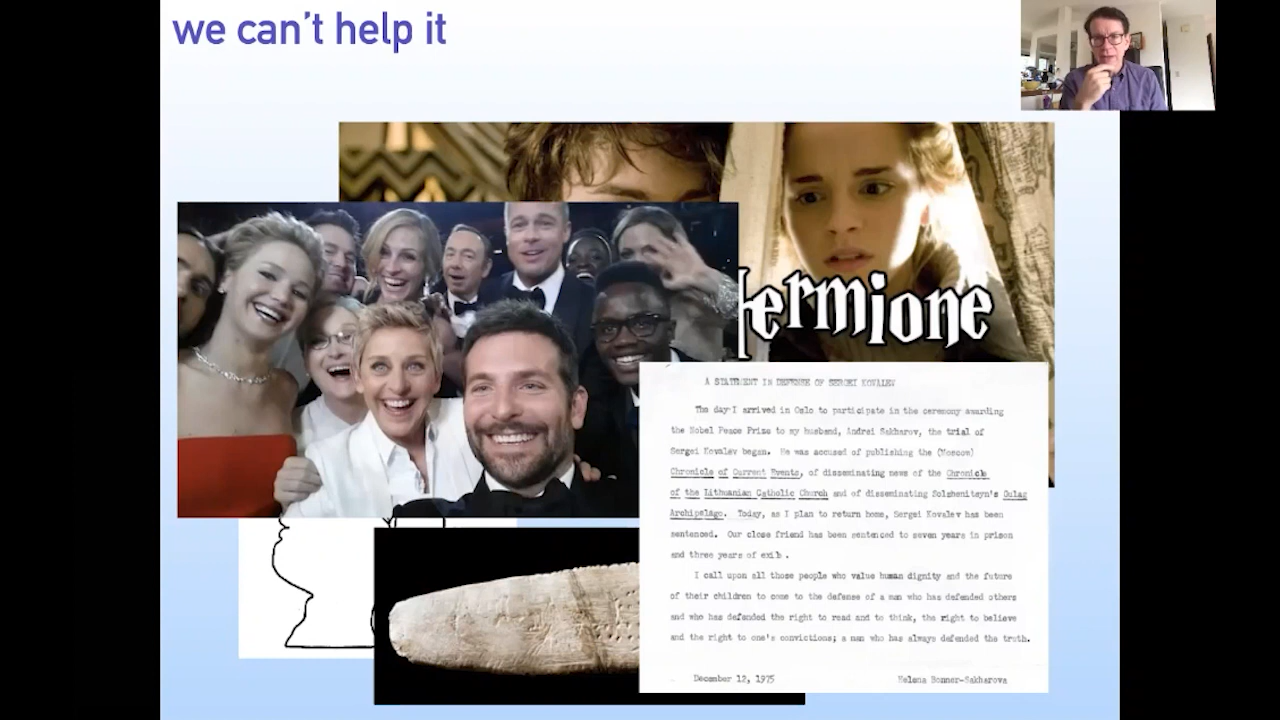 we can't help it
Hermione
A STATEMENT IN DEFENSE OF SERGEI KOVALEV
The day I arrived in Oslo to participate in the ceremony awarding
the Nobel Peace Prize to my husband, Andrei Sakharov, the trial of
Sergei Kovalev began. He was accused of publishing the (Moscow)
Chronicle of Current Events, of disseminating news of the Chronicle
of the Lithuanian Catholic Church and of disseminating Solzhenitsyn's Gulag
Archipelago. Today, as I plan to return home, Sergei Kovalev has been
sentenced. Our close friend has been sentenced to seven years in prison
and three years of exile.
I call upon all those people who value human dignity and the future
of their children to come to the defense of a man who has defended others
and who has defended the right to read and to think, the right to believe
and the right to one's convictions; a man who has always defended the truth.
December 12, 1975 Helena Bonner-Sakharova